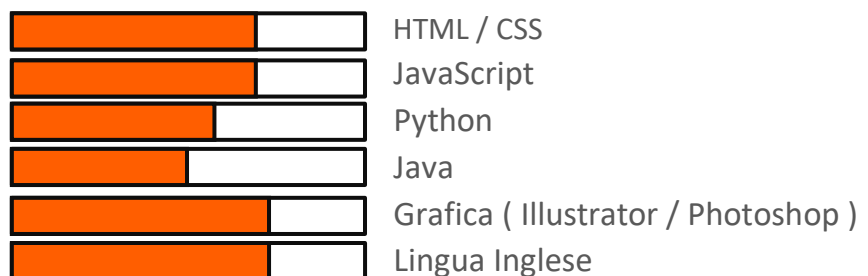 HTML / CSS
JavaScript
Python
Java
Grafica ( Illustrator / Photoshop )
Lingua Inglese